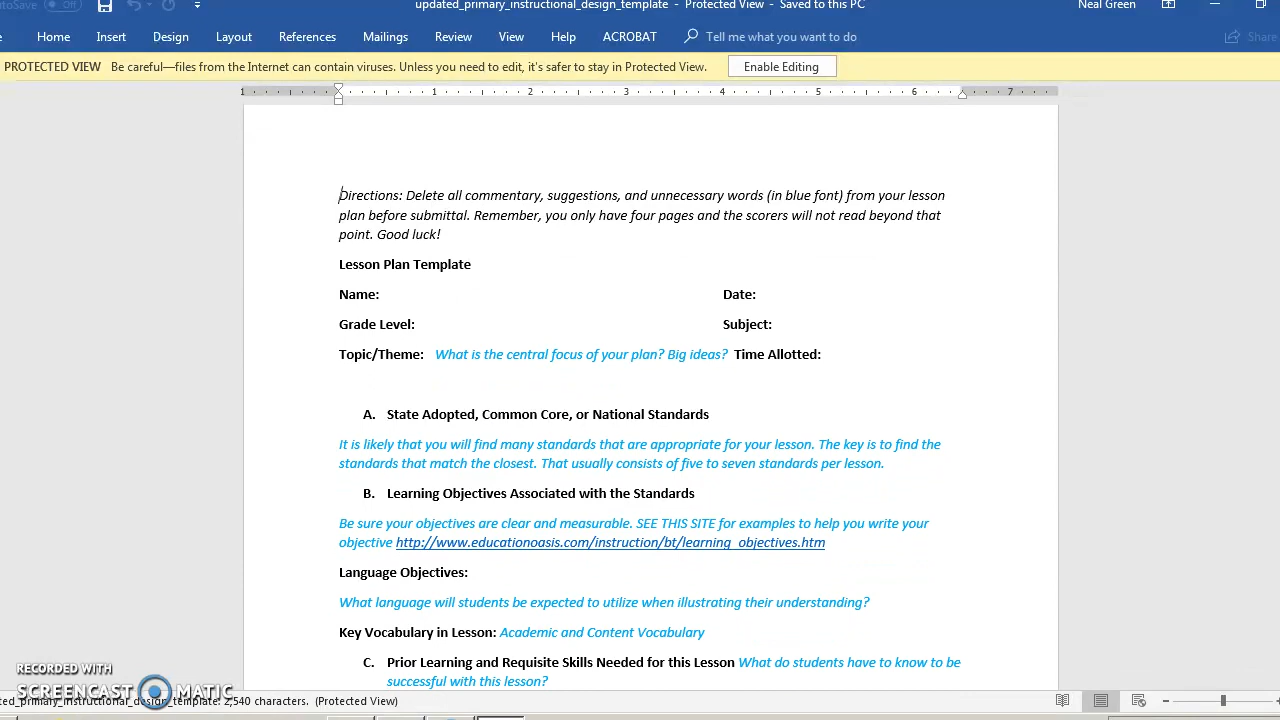 AutoSave Off updated_primary_instructional_design_template - Protected View - Saved to this PC Neal Green
Home Insert Design Layout References Mailings Review View Help ACROBAT Tell me what you want to do Share
PROTECTED VIEW Be careful—files from the Internet can contain viruses. Unless you need to edit, it's safer to stay in Protected View. Enable Editing
1 1 2 3 4 5 6 7
Directions: Delete all commentary, suggestions, and unnecessary words (in blue font) from your lesson
plan before submittal. Remember, you only have four pages and the scorers will not read beyond that
point. Good luck!
Lesson Plan Template
Name: Date:
Grade Level: Subject:
Topic/Theme: What is the central focus of your plan? Big ideas? Time Allotted:
A. State Adopted, Common Core, or National Standards
It is likely that you will find many standards that are appropriate for your lesson. The key is to find the
standards that match the closest. That usually consists of five to seven standards per lesson.
B. Learning Objectives Associated with the Standards
Be sure your objectives are clear and measurable. SEE THIS SITE for examples to help you write your
objective http://www.educationoasis.com/instruction/bt/learning_objectives.htm
Language Objectives:
What language will students be expected to utilize when illustrating their understanding?
Key Vocabulary in Lesson: Academic and Content Vocabulary
C. Prior Learning and Requisite Skills Needed for this Lesson What do students have to know to be
successful with this lesson?
RECORDED WITH
SCREENCAST MATIC
ted_primary_instructional_design_template: 2,540 characters. (Protected View)